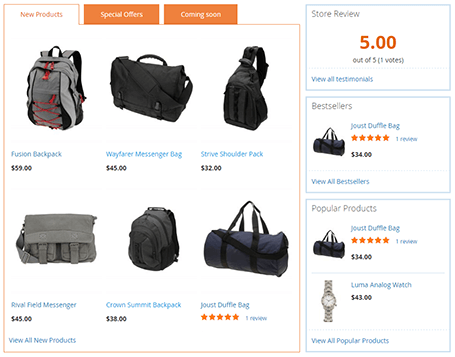 New Products
Special Offers
Coming soon
Fusion Backpack
$59.00
Wayfarer Messenger Bag
$45.00
Strive Shoulder Pack
$32.00
Rival Field Messenger
$45.00
Crown Summit Backpack
$38.00
Joust Duffle Bag
1 review
View All New Products
Store Review
5.00
out of 5 (1 votes)
View all testimonials
Bestsellers
Joust Duffle Bag
1 review
$34.00
View All Bestsellers
Popular Products
Joust Duffle Bag
1 review
$34.00
Luma Analog Watch
$43.00
View All Popular Products